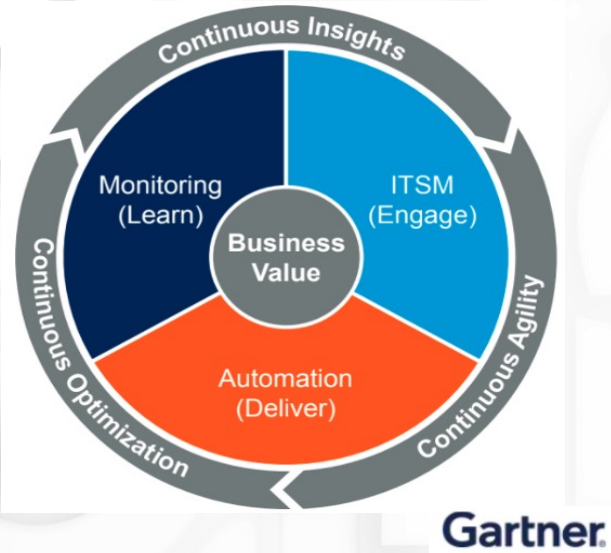 Continuous Insights
Monitoring
(Learn)
ITSM
(Engage)
Business
Value
Continuous Optimization
Continuous Agility
Automation
(Deliver)
Gartner.